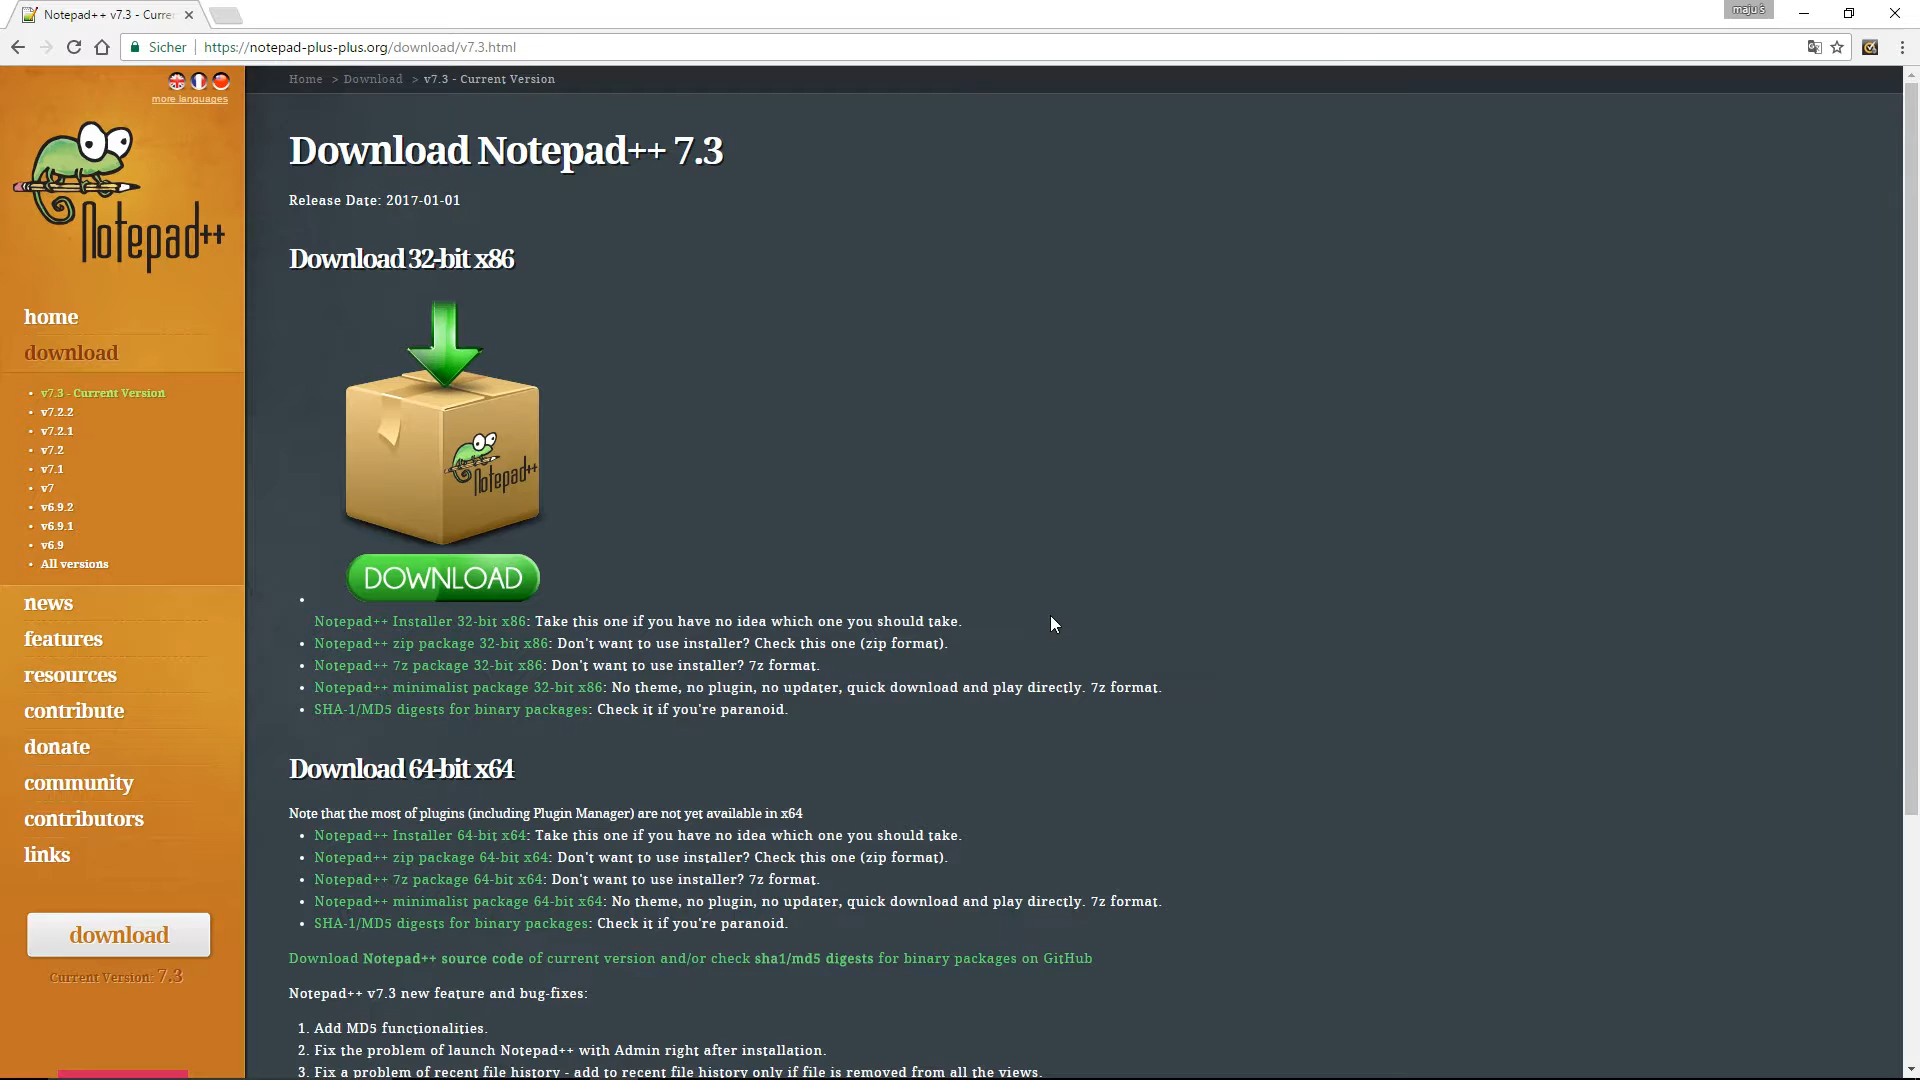 Notepad++ v7.3 - Curre
maju s
Sicher
https://notepad-plus-plus.org/download/v7.3.html
more languages
Notepad++
home
download
v7.3 - Current Version
v7.2.2
v7.2.1
v7.2
v7.1
v7
v6.9.2
v6.9.1
v6.9
All versions
news
features
resources
contribute
donate
community
contributors
links
download
Current Version: 7.3
Home > Download > v7.3 - Current Version
Download Notepad++ 7.3
Release Date: 2017-01-01
Download 32-bit x86
Notepad++
DOWNLOAD
Notepad++ Installer 32-bit x86: Take this one if you have no idea which one you should take.
Notepad++ zip package 32-bit x86: Don't want to use installer? Check this one (zip format).
Notepad++ 7z package 32-bit x86: Don't want to use installer? 7z format.
Notepad++ minimalist package 32-bit x86: No theme, no plugin, no updater, quick download and play directly. 7z format.
SHA-1/MD5 digests for binary packages: Check it if you're paranoid.
Download 64-bit x64
Note that the most of plugins (including Plugin Manager) are not yet available in x64
Notepad++ Installer 64-bit x64: Take this one if you have no idea which one you should take.
Notepad++ zip package 64-bit x64: Don't want to use installer? Check this one (zip format).
Notepad++ 7z package 64-bit x64: Don't want to use installer? 7z format.
Notepad++ minimalist package 64-bit x64: No theme, no plugin, no updater, quick download and play directly. 7z format.
SHA-1/MD5 digests for binary packages: Check it if you're paranoid.
Download Notepad++ source code of current version and/or check sha1/md5 digests for binary packages on GitHub
Notepad++ v7.3 new feature and bug-fixes:
1. Add MD5 functionalities.
2. Fix the problem of launch Notepad++ with Admin right after installation.
3. Fix a problem of recent file history - add to recent file history only if file is removed from all the views.